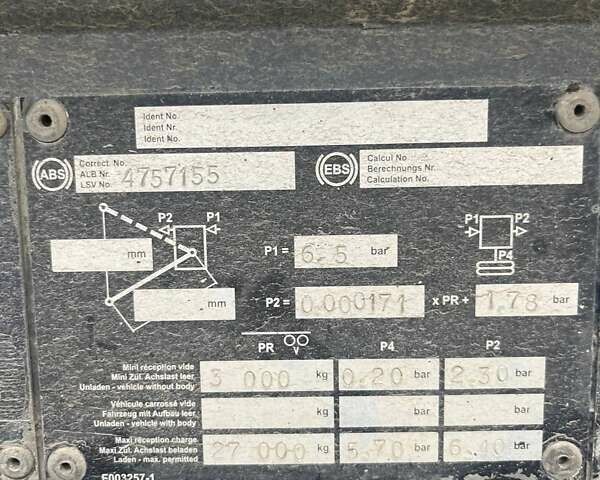 Ident No.
Ident Nr.
Ident No.
ABS
Correct. No.
ALB Nr.
LSV No. 4757155
EBS
Calcul No
Berechnungs Nr.
Calculation No.
P2 P1
mm
mm
P1 = 6.5 bar
P1 P2
P4
P2 = 0.000171 x PR + 1.78 bar
PR V P4 P2
Mini réception vide
Mini Zul. Achslast leer
Unladen - vehicle without body
3 000 kg 0.20 bar 2.30 bar
Véhicule carrossé vide
Fahrzeug mit Aufbau leer
Unladen - vehicle with body
kg bar bar
Maxi réception charge
Maxi Zul. Achslast beladen
Laden - max. permitted
27 000 kg 5.70 bar 6.40 bar
E003257-1